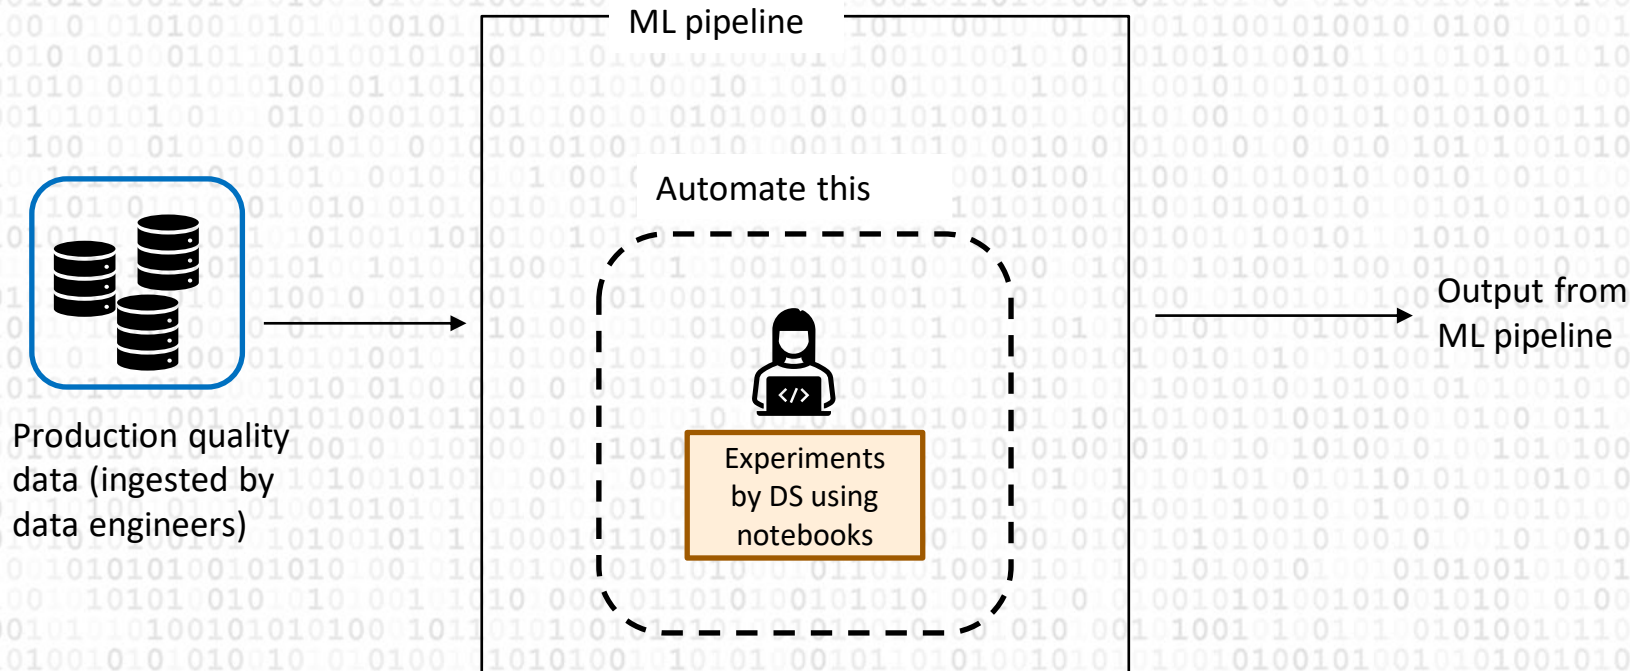 ML pipeline
Automate this
Production quality
data (ingested by
data engineers)
</>
Experiments
by DS using
notebooks
Output from
ML pipeline